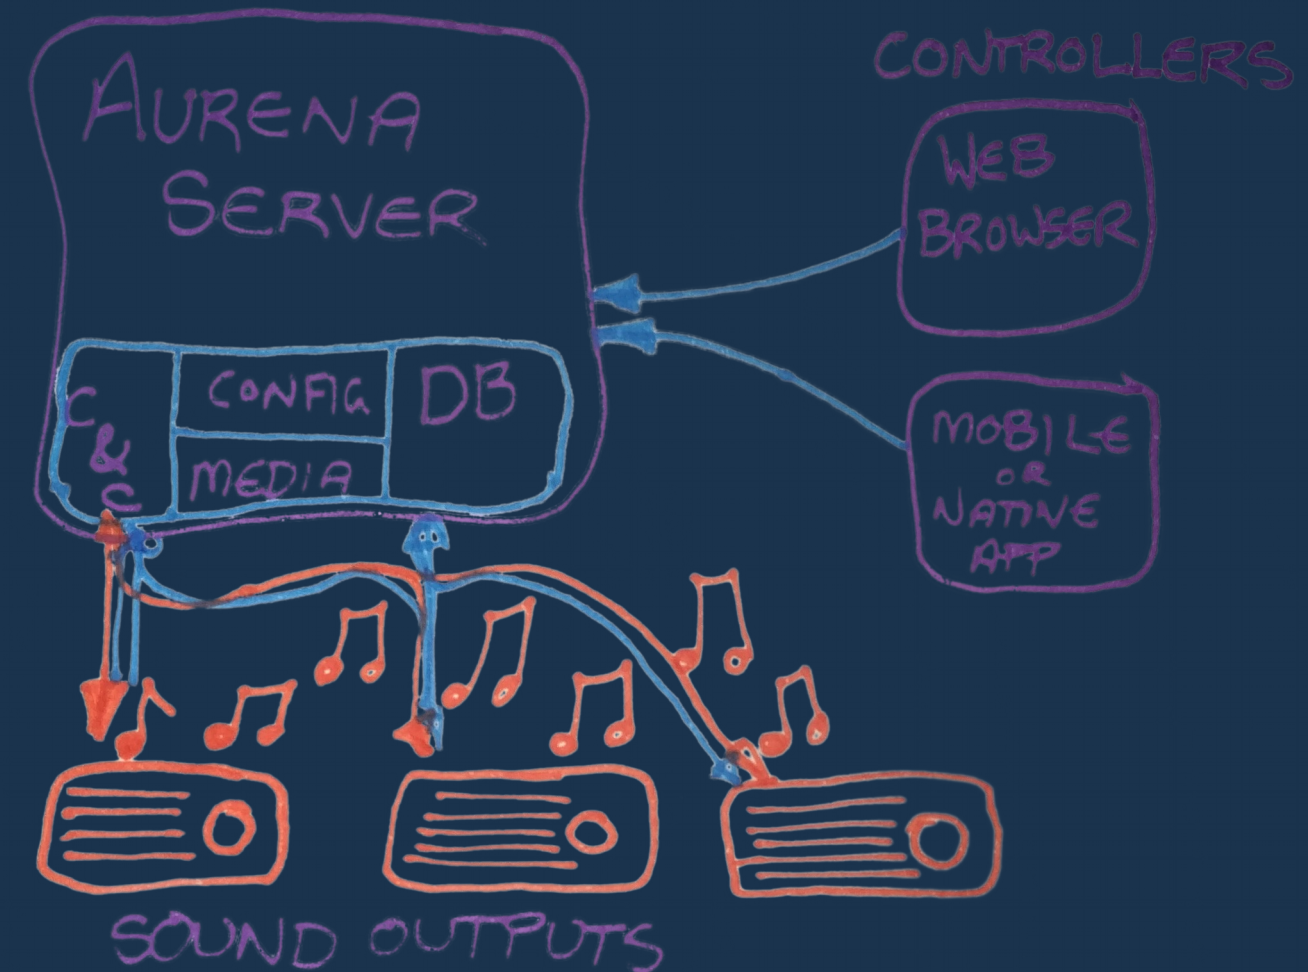 AURENA
SERVER
C
&
C
CONFIG
MEDIA
DB
CONTROLLERS
WEB
BROWSER
MOBILE
OR
NATIVE
APP
SOUND OUTPUTS